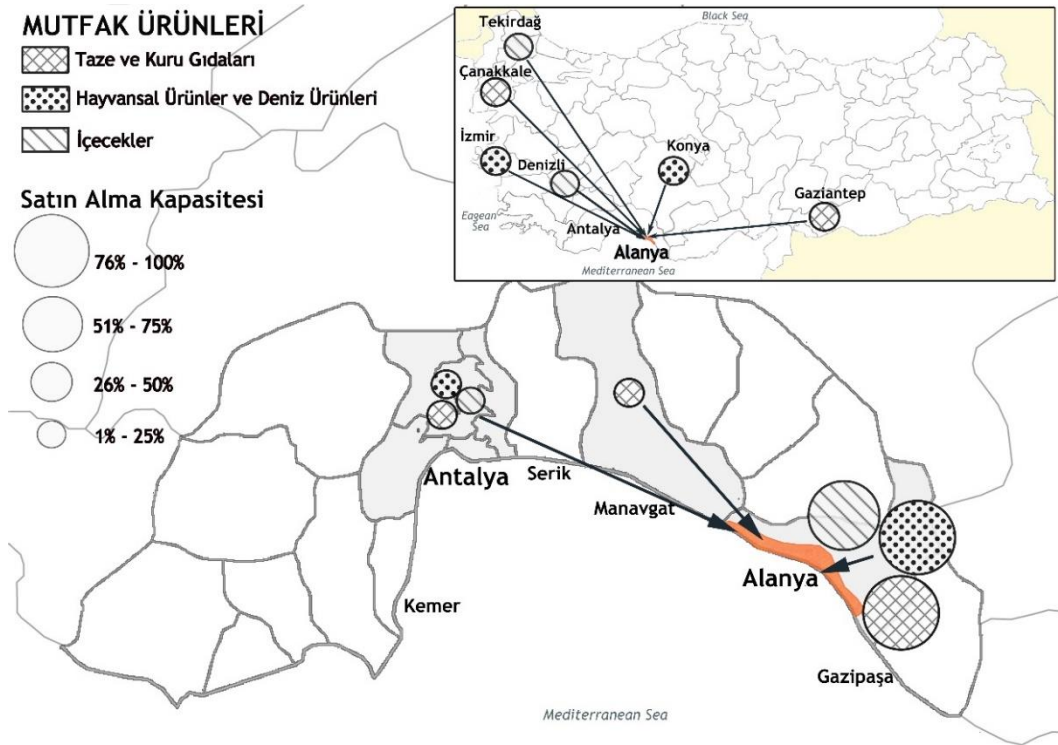 MUTFAK ÜRÜNLERİ
Taze ve Kuru Gıdaları
Hayvansal Ürünler ve Deniz Ürünleri
İçecekler
Satın Alma Kapasitesi
76% - 100%
51% - 75%
26% - 50%
1% - 25%
Black Sea
Tekirdağ
Çanakkale
İzmir
Denizli
Konya
Gaziantep
Eagean
Sea
Antalya
Alanya
Mediterranean Sea
Antalya
Serik
Manavgat
Alanya
Kemer
Gazipaşa
Mediterranean Sea